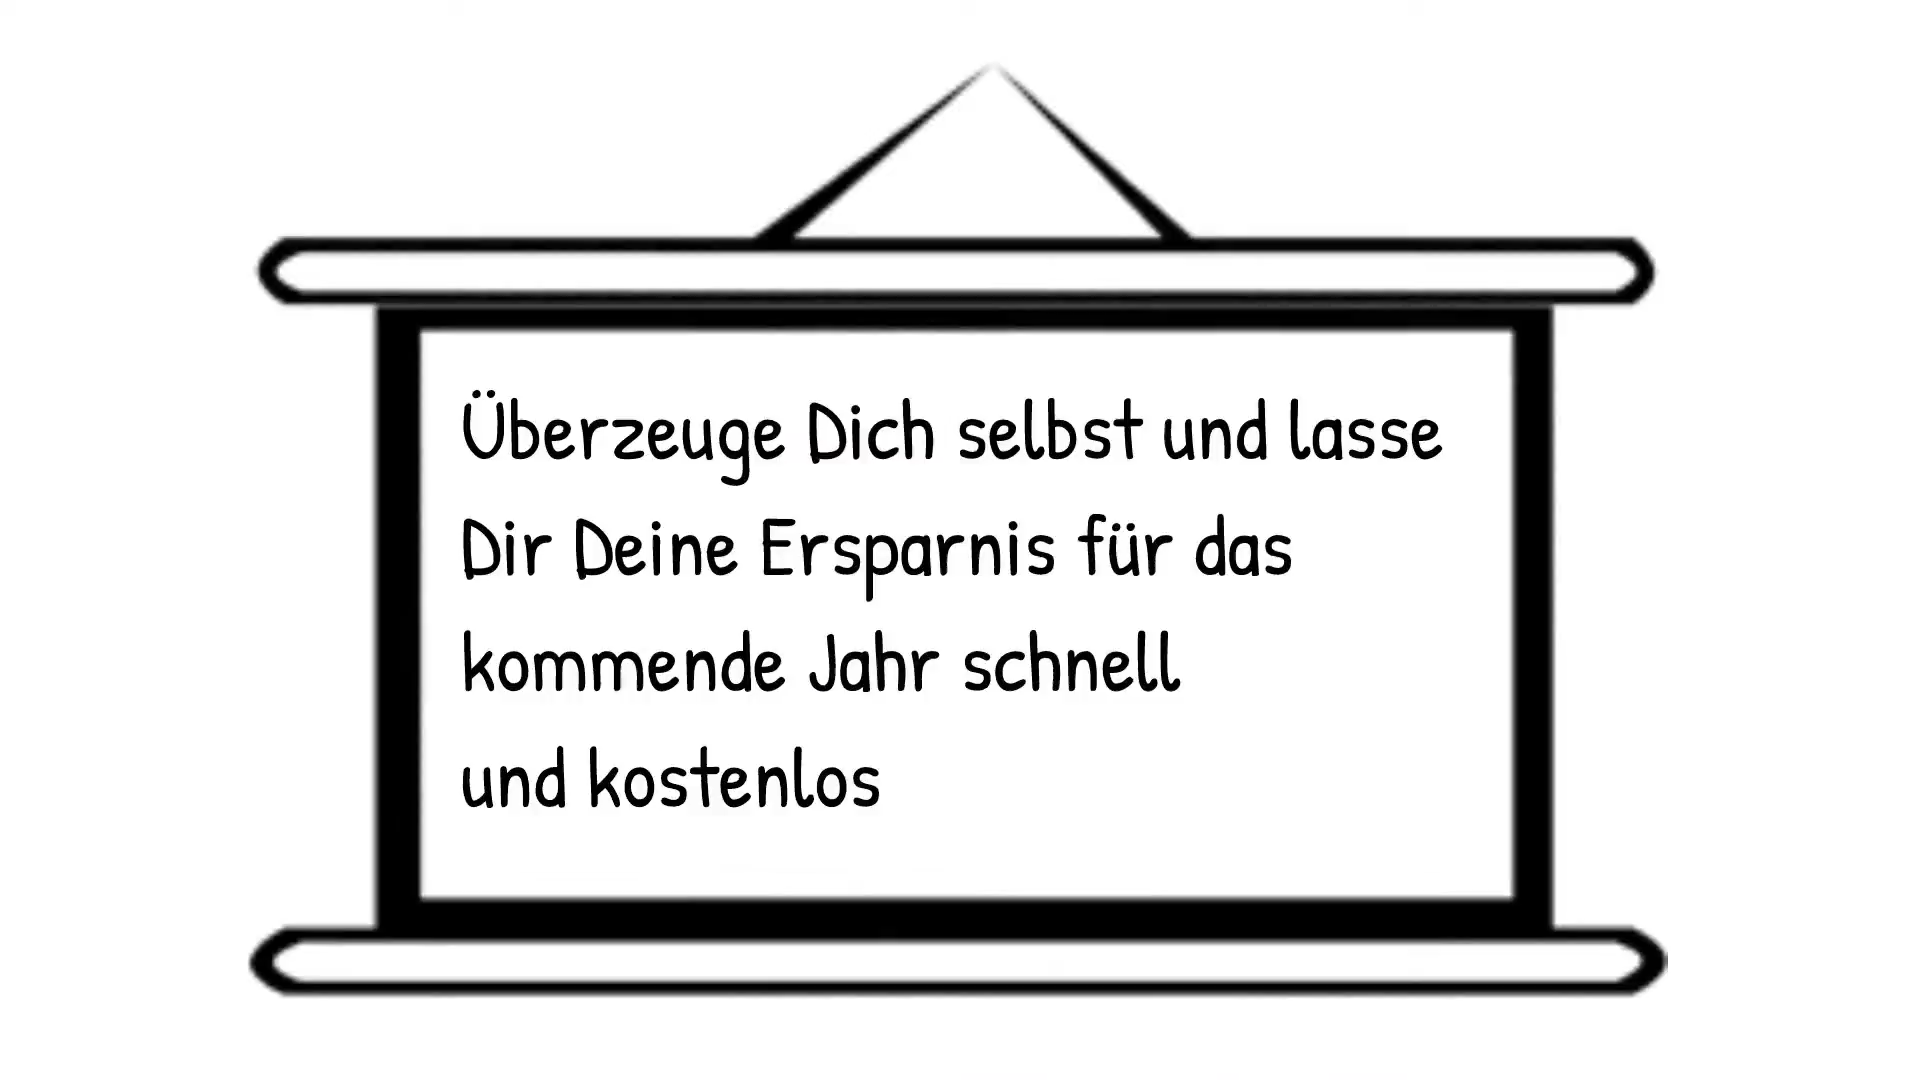 Überzeuge Dich selbst und lasse
Dir Deine Ersparnis für das
kommende Jahr schnell
und kostenlos